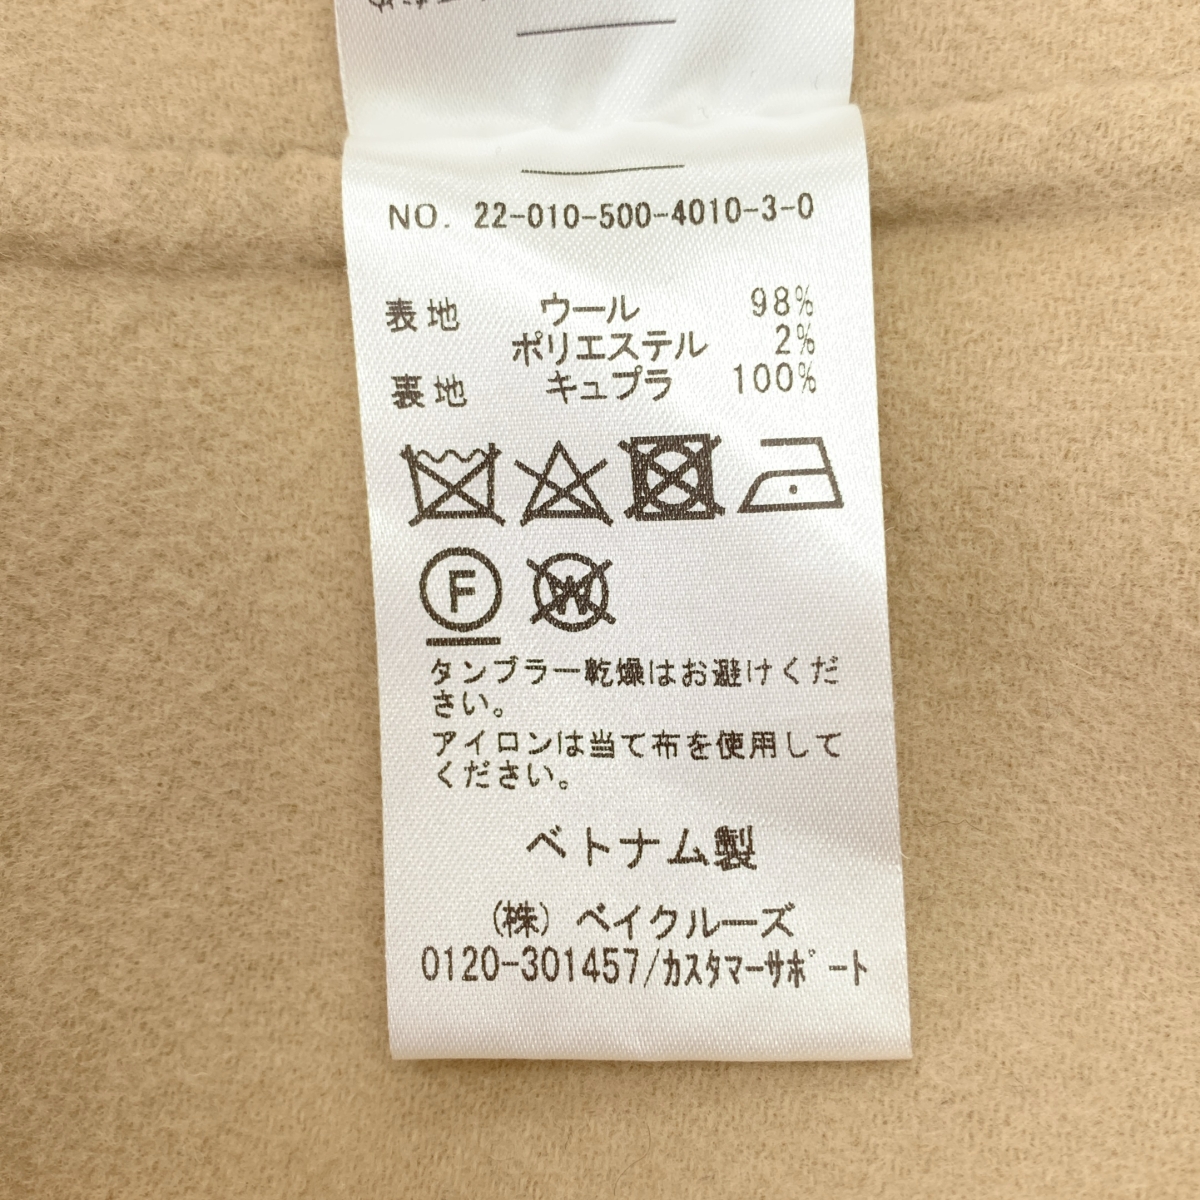 NO. 22-010-500-4010-3-0
表地 ウール 98%
ポリエステル 2%
裏地 キュプラ 100%
F
W
タンブラー乾燥はお避けくだ
さい。
アイロンは当て布を使用して
ください。
ベトナム製
(株) ベイクルーズ
0120-301457/カスタマーサポート